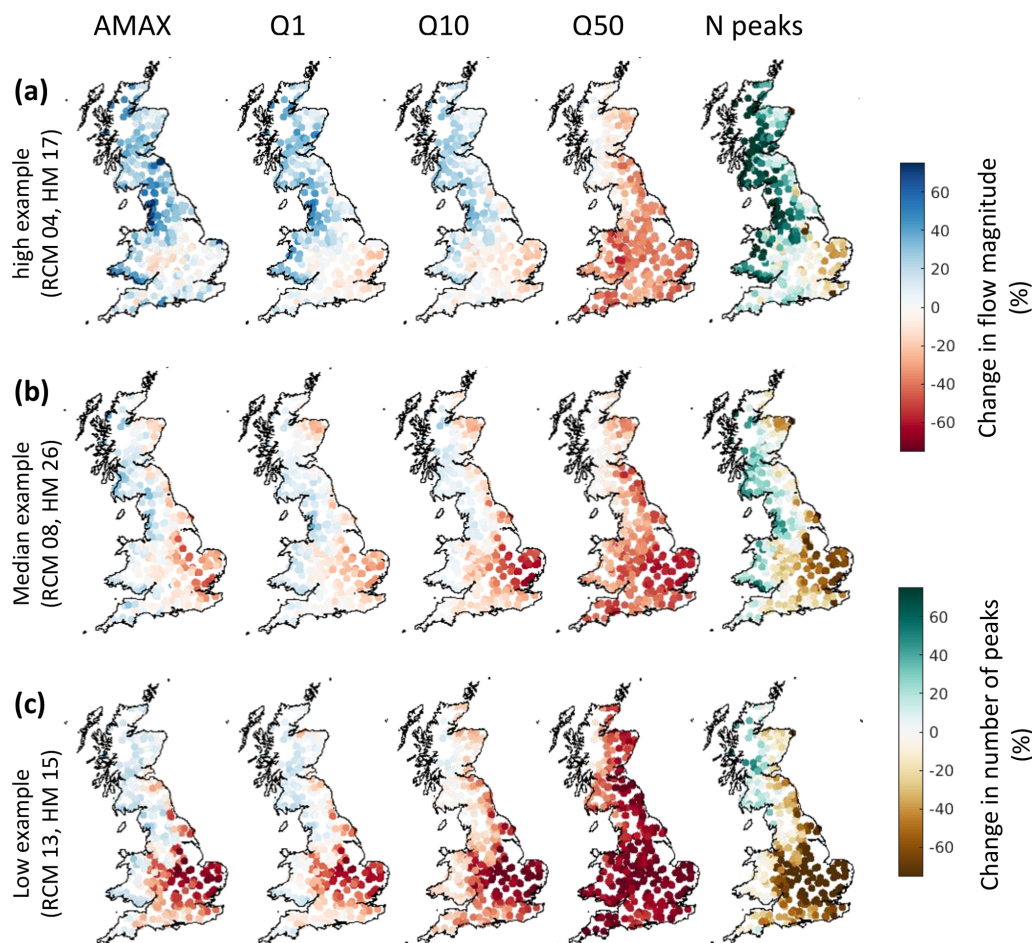 AMAX Q1 Q10 Q50 N peaks
(a)
high example
(RCM 04, HM 17)
60
40
20
0
-20
-40
-60
Change in flow magnitude
(%)
(b)
Median example
(RCM 08, HM 26)
(c)
Low example
(RCM 13, HM 15)
60
40
20
0
-20
-40
-60
Change in number of peaks
(%)